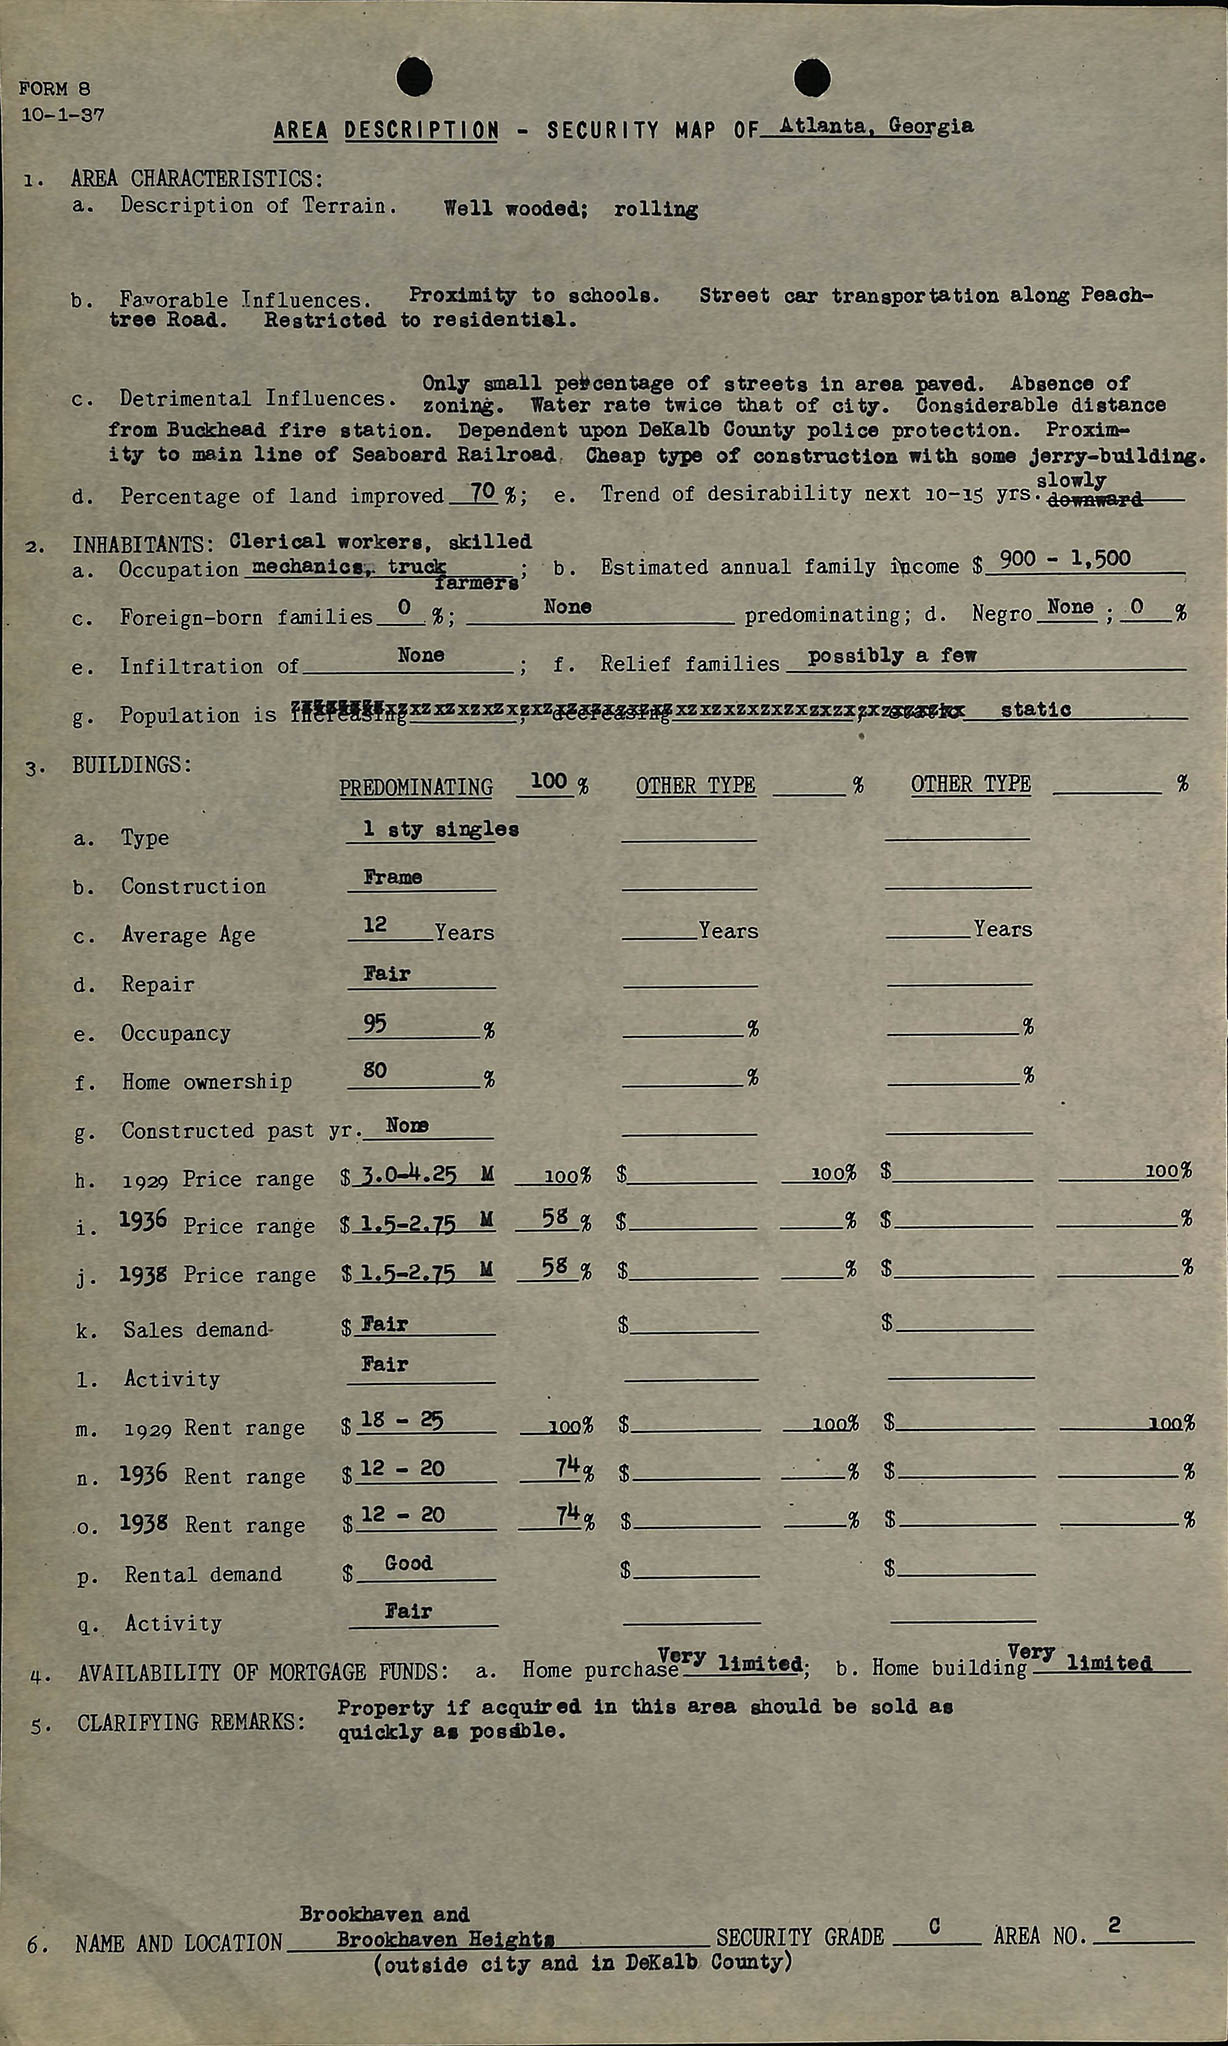 FORM 8
10-1-37
AREA DESCRIPTION - SECURITY MAP OF Atlanta, Georgia
1. AREA CHARACTERISTICS:
a. Description of Terrain. Well wooded; rolling
b. Favorable Influences. Proximity to schools. Street car transportation along Peach-
tree Road. Restricted to residential.
Only small percentage of streets in area paved. Absence of
c. Detrimental Influences. zoning. Water rate twice that of city. Considerable distance
from Buckhead fire station. Dependent upon DeKalb County police protection. Proxim-
ity to main line of Seaboard Railroad. Cheap type of construction with some jerry-building.
slowly
d. Percentage of land improved 70 %; e. Trend of desirability next 10-15 yrs. downward
2. INHABITANTS: Clerical workers, skilled
a. Occupation mechanics, truck ; b. Estimated annual family income $ 900 - 1,500
farmers
c. Foreign-born families 0 %; None predominating; d. Negro None ; 0 %
e. Infiltration of None ; f. Relief families possibly a few
g. Population is increasing decreasing static
3. BUILDINGS:
PREDOMINATING 100 % OTHER TYPE % OTHER TYPE %
a. Type 1 sty singles
b. Construction Frame
c. Average Age 12 Years Years Years
d. Repair Fair
e. Occupancy 95 % % %
f. Home ownership 80 % % %
g. Constructed past yr. None
h. 1929 Price range $ 3.0-4.25 M 100% $ 100% $ 100%
i. 1936 Price range $ 1.5-2.75 M 58 % $ % $ %
j. 1938 Price range $ 1.5-2.75 M 58 % $ % $ %
k. Sales demand $ Fair $ $
l. Activity Fair
m. 1929 Rent range $ 18 - 25 100% $ 100% $ 100%
n. 1936 Rent range $ 12 - 20 74% $ % $ %
o. 1938 Rent range $ 12 - 20 74% $ % $ %
p. Rental demand $ Good $ $
q. Activity Fair
4. AVAILABILITY OF MORTGAGE FUNDS: a. Home purchase Very limited; b. Home building Very limited
Property if acquired in this area should be sold as
5. CLARIFYING REMARKS: quickly as possible.
Brookhaven and
6. NAME AND LOCATION Brookhaven Heights SECURITY GRADE C AREA NO. 2
(outside city and in DeKalb County)